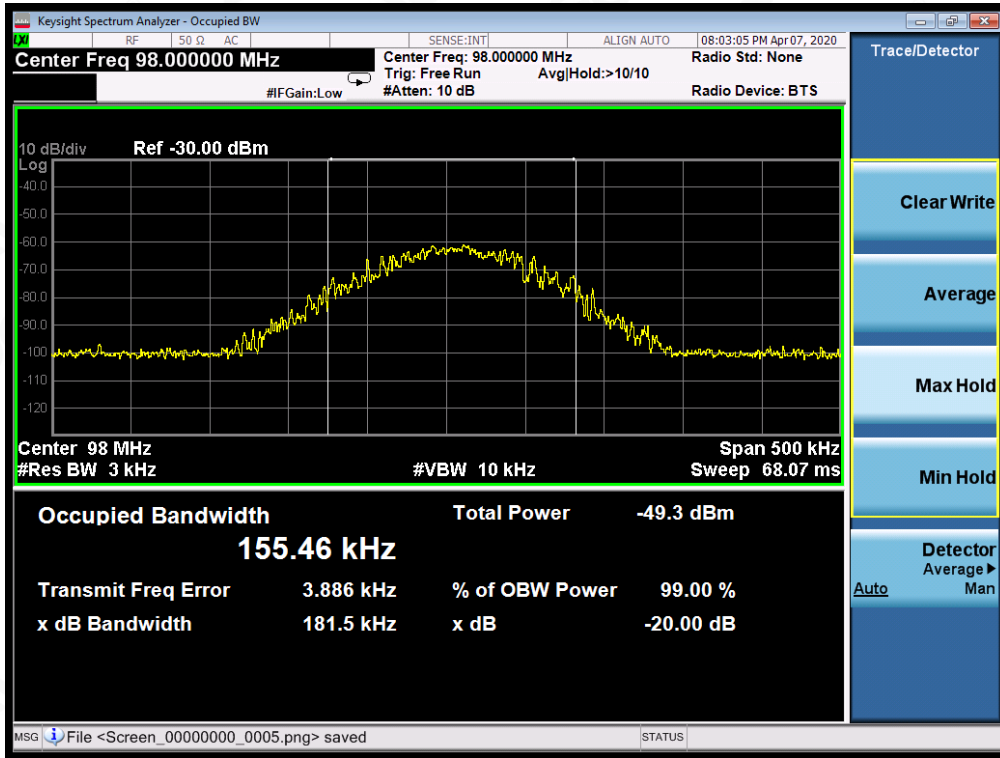 Keysight Spectrum Analyzer - Occupied BW
LXI RF 50 Ω AC SENSE:INT ALIGN AUTO 08:03:05 PM Apr 07, 2020
Center Freq 98.000000 MHz
Center Freq: 98.000000 MHz
Radio Std: None
Trig: Free Run Avg|Hold:>10/10
#IFGain:Low
#Atten: 10 dB
Radio Device: BTS
10 dB/div Ref -30.00 dBm
Log
-40.0
-50.0
-60.0
-70.0
-80.0
-90.0
-100
-110
-120
Center 98 MHz
Span 500 kHz
#Res BW 3 kHz
#VBW 10 kHz
Sweep 68.07 ms
Occupied Bandwidth
Total Power -49.3 dBm
155.46 kHz
Transmit Freq Error 3.886 kHz
% of OBW Power 99.00 %
x dB Bandwidth 181.5 kHz
x dB -20.00 dB
Trace/Detector
Clear Write
Average
Max Hold
Min Hold
Detector
Average
Auto Man
MSG File <Screen_00000000_0005.png> saved
STATUS